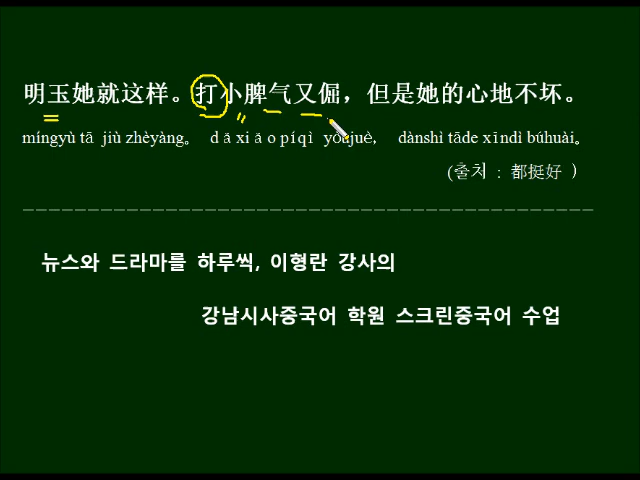 明玉她就这样。打小脾气又倔，但是她的心地不坏。
míngyù tā jiù zhèyàng。 dǎxiǎo píqì yòujuè， dànshì tāde xīndì búhuài。
(출처 : 都挺好 )
뉴스와 드라마를 하루씩, 이형란 강사의
강남시사중국어 학원 스크린중국어 수업